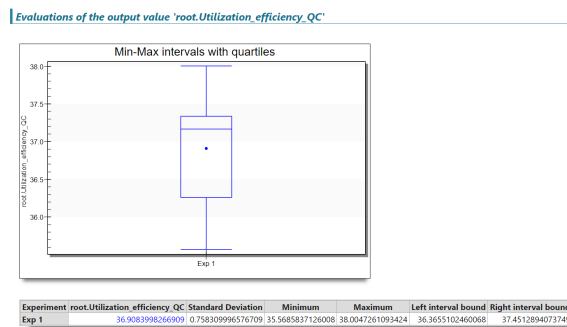 Evaluations of the output value 'root.Utilization_efficiency_QC'
Min-Max intervals with quartiles
38.0
37.5
37.0
36.5
36.0
root.Utilization_efficiency_QC
Exp 1
Experiment root.Utilization_efficiency_QC Standard Deviation Minimum Maximum Left interval bound Right interval bound
Exp 1 36.9083998266909 0.758309996576709 35.5685837126008 38.0047261093424 36.3655102460068 37.451289407374